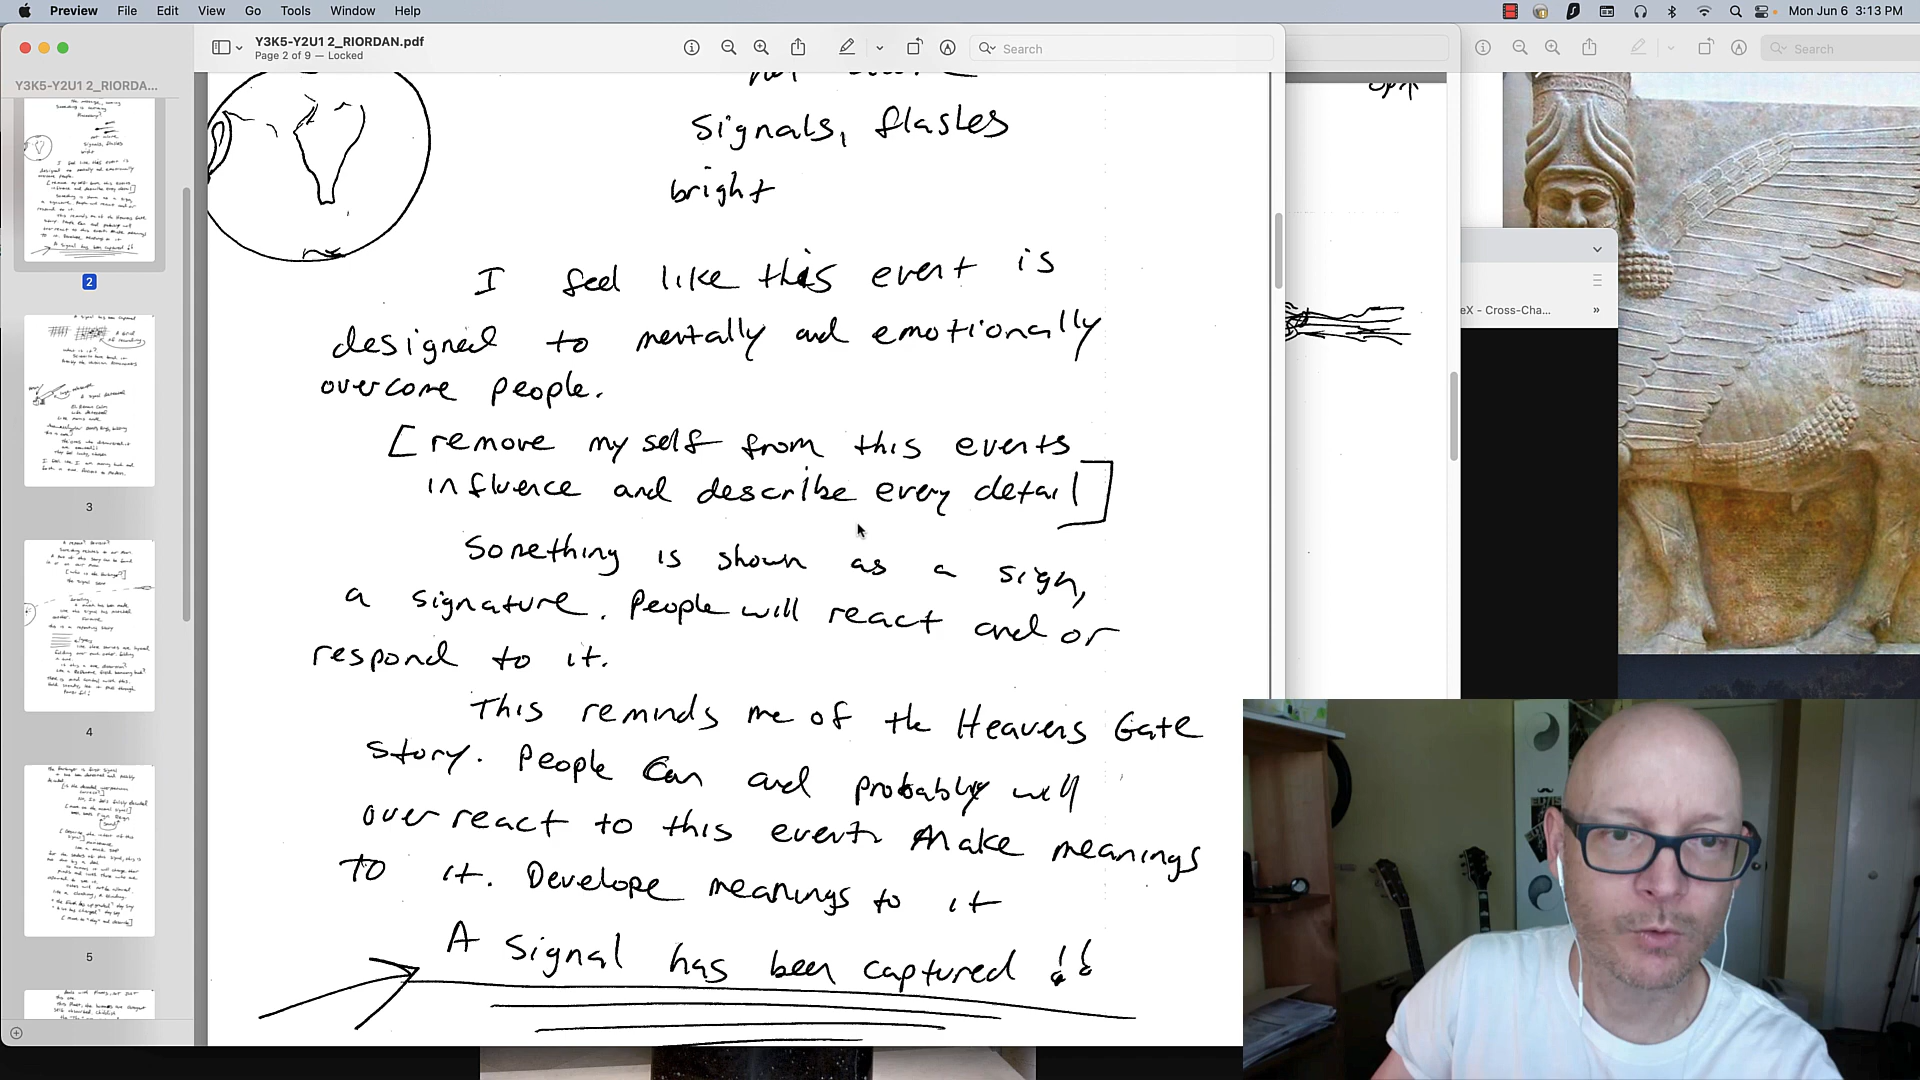 Preview File Edit View Go Tools Window Help
Mon Jun 6 3:13 PM
Y3K5-Y2U1 2_RIORDA...
Y3K5-Y2U1 2_RIORDAN.pdf
Page 2 of 9 — Locked
Search
Search
2
3
4
5
signals, flashes
bright
I feel like this event is
designed to mentally and emotionally
overcome people.
[remove my self from this events
influence and describe every detail]
Something is shown as a sign,
a signature. People will react and or
respond to it.
This reminds me of the Heavens Gate
story. People can and probably will
over react to this event. Make meanings
to it. Develope meanings to it
A signal has been captured !!
eX - Cross-Cha...